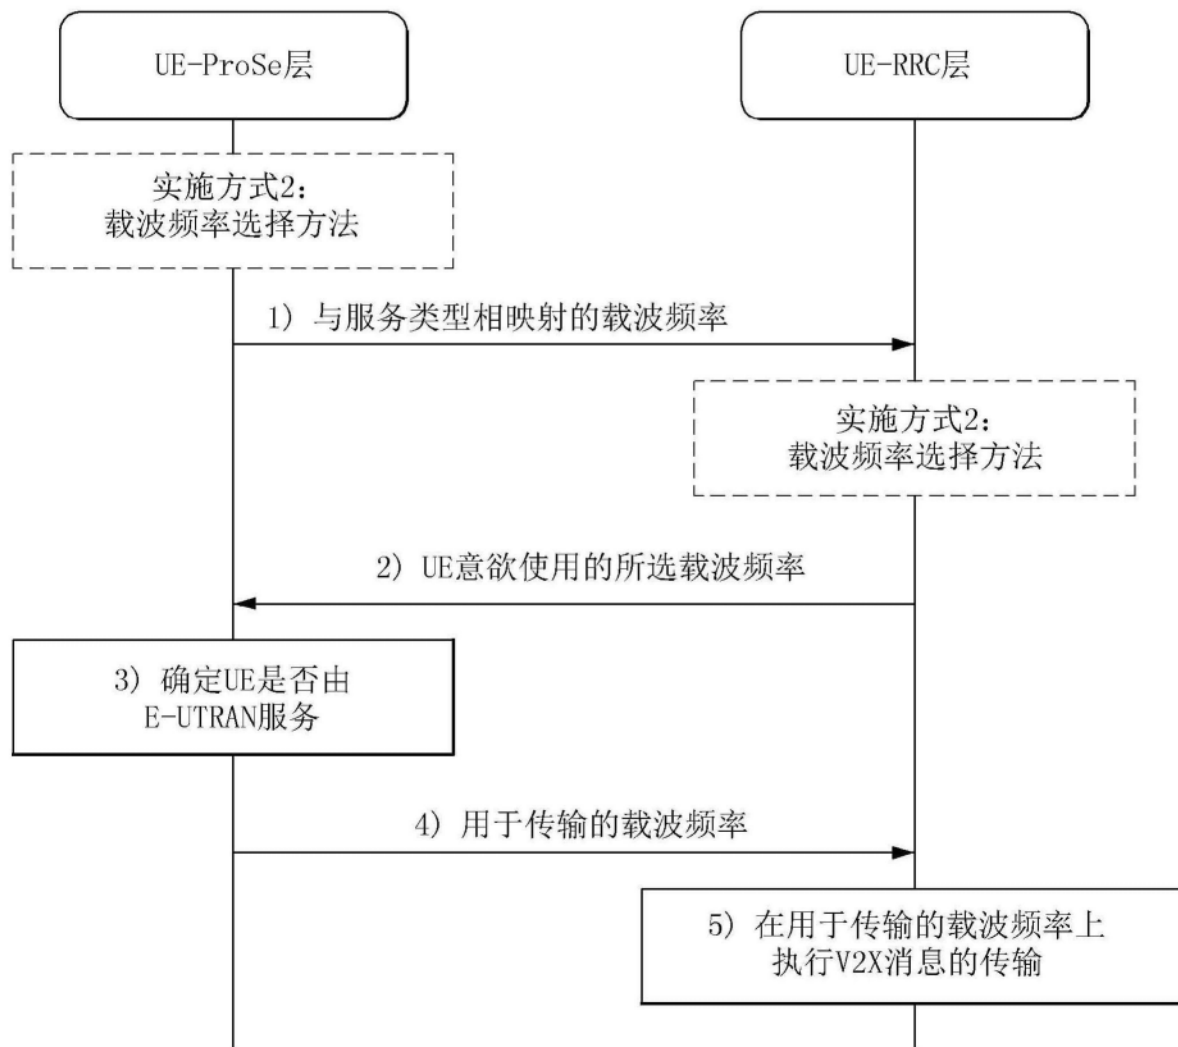 UE-ProSe层
UE-RRC层
实施方式2：
载波频率选择方法
1) 与服务类型相映射的载波频率
实施方式2：
载波频率选择方法
2) UE意欲使用的所选载波频率
3) 确定UE是否由
E-UTRAN服务
4) 用于传输的载波频率
5) 在用于传输的载波频率上
执行V2X消息的传输